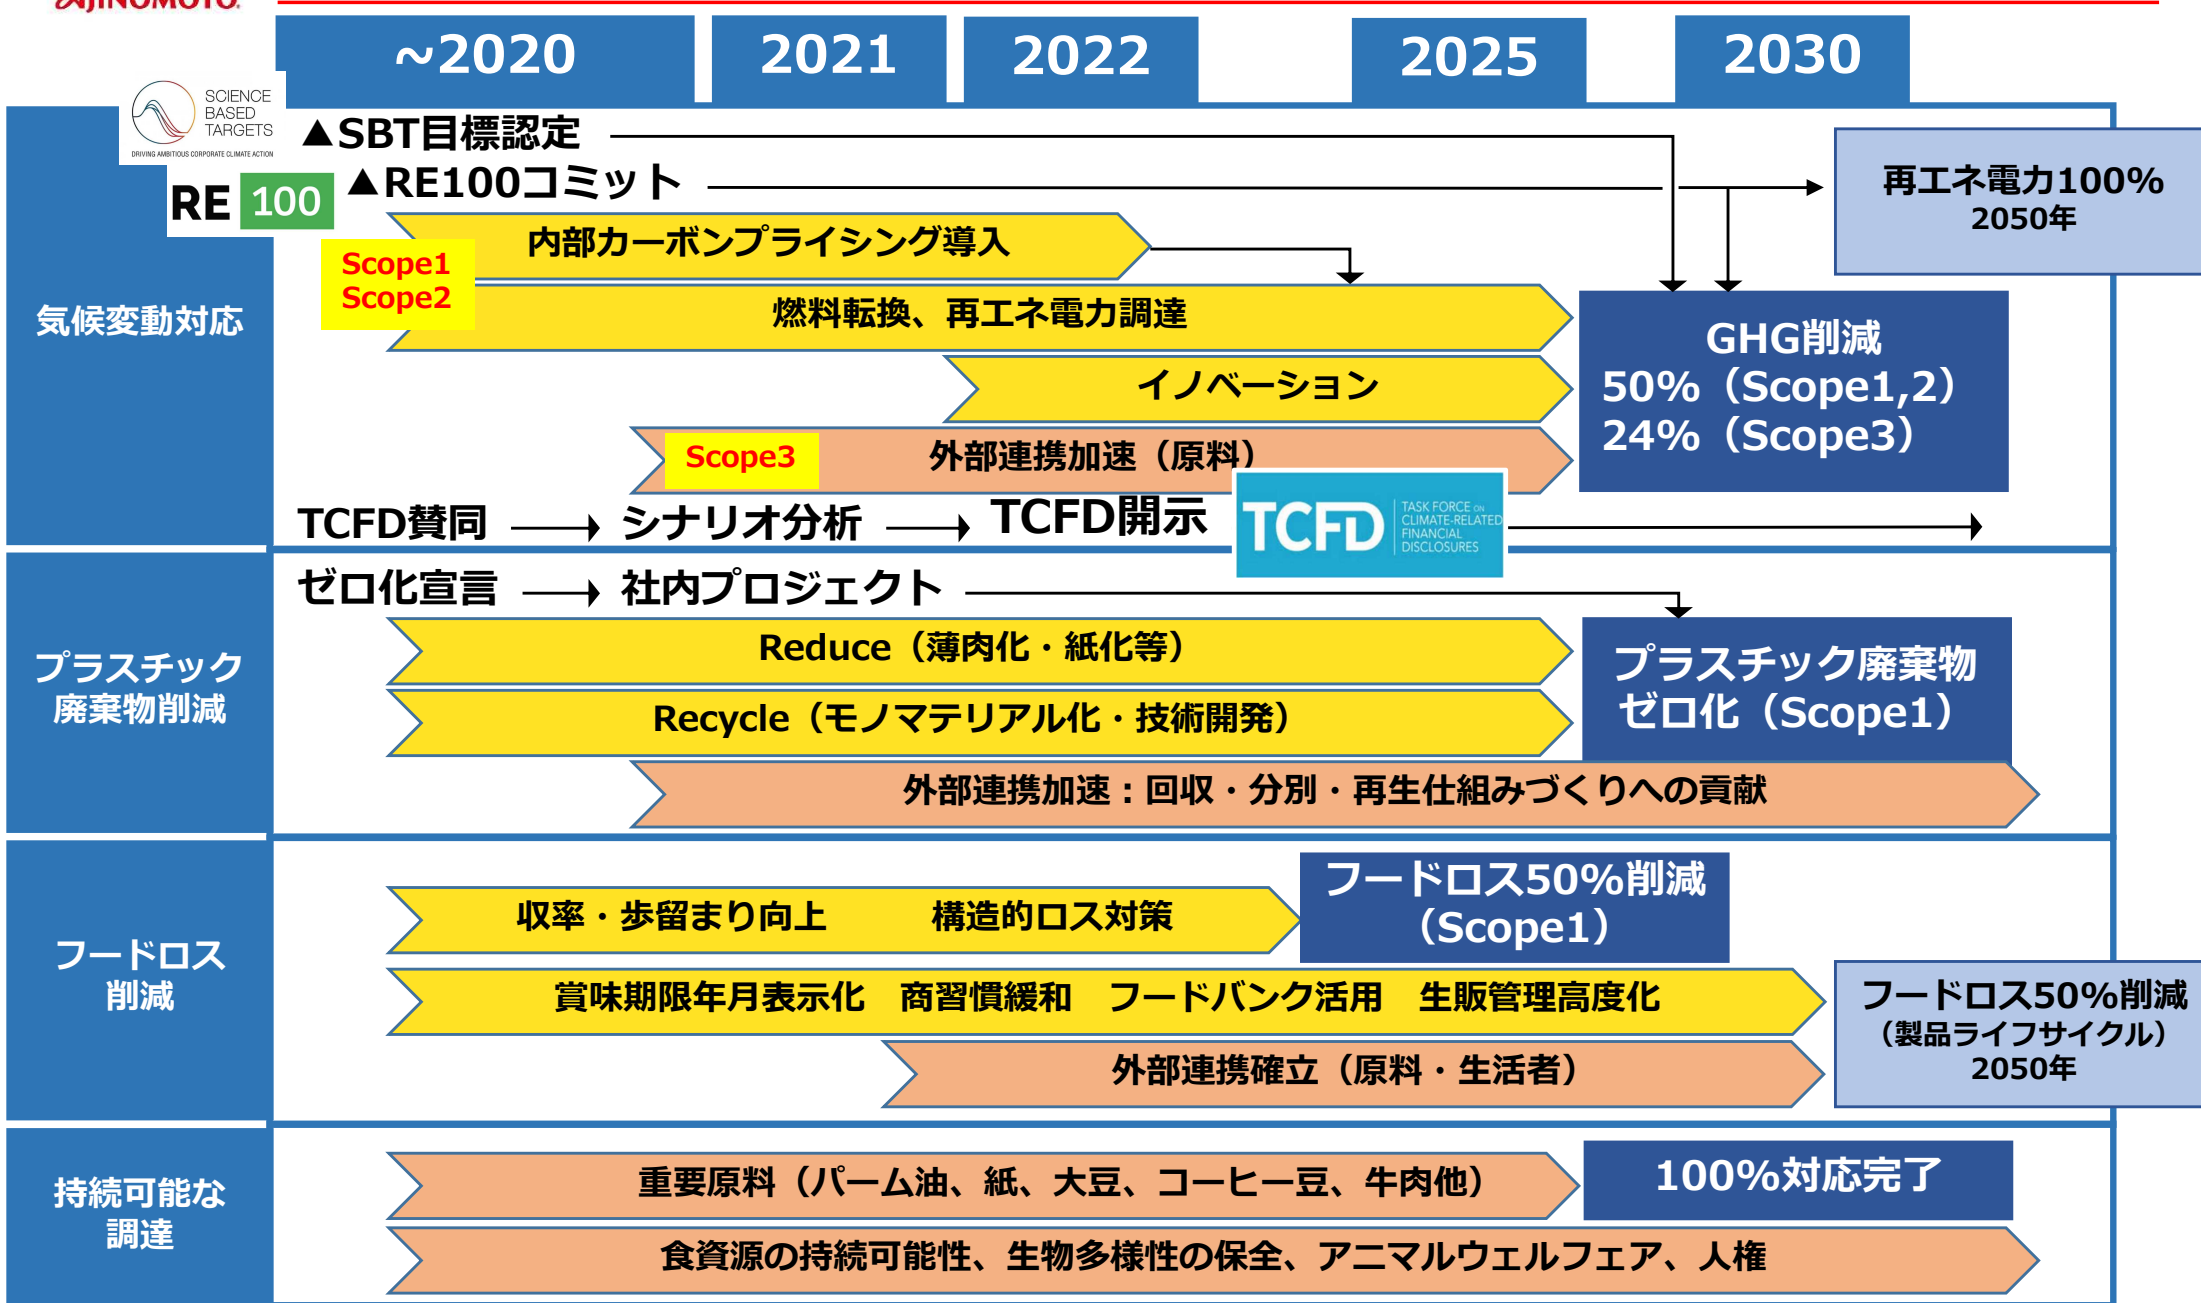 AJINOMOTO
~2020
2021
2022
2025
2030
SCIENCE
BASED
TARGETS
DRIVING AMBITIOUS CORPORATE CLIMATE ACTION
▲SBT目標認定
RE 100
▲RE100コミット
再エネ電力100%
2050年
気候変動対応
Scope1
Scope2
内部カーボンプライシング導入
燃料転換、再エネ電力調達
イノベーション
Scope3
外部連携加速（原料）
GHG削減
50%（Scope1,2）
24%（Scope3）
TCFD賛同
シナリオ分析
TCFD開示
TCFD
TASK FORCE ON
CLIMATE-RELATED
FINANCIAL
DISCLOSURES
プラスチック
廃棄物削減
ゼロ化宣言
社内プロジェクト
Reduce（薄肉化・紙化等）
Recycle（モノマテリアル化・技術開発）
外部連携加速：回収・分別・再生仕組みづくりへの貢献
プラスチック廃棄物
ゼロ化（Scope1）
フードロス
削減
収率・歩留まり向上　構造的ロス対策
フードロス50%削減
（Scope1）
賞味期限年月表示化　商習慣緩和　フードバンク活用　生販管理高度化
外部連携確立（原料・生活者）
フードロス50%削減
（製品ライフサイクル）
2050年
持続可能な
調達
重要原料（パーム油、紙、大豆、コーヒー豆、牛肉他）
100%対応完了
食資源の持続可能性、生物多様性の保全、アニマルウェルフェア、人権